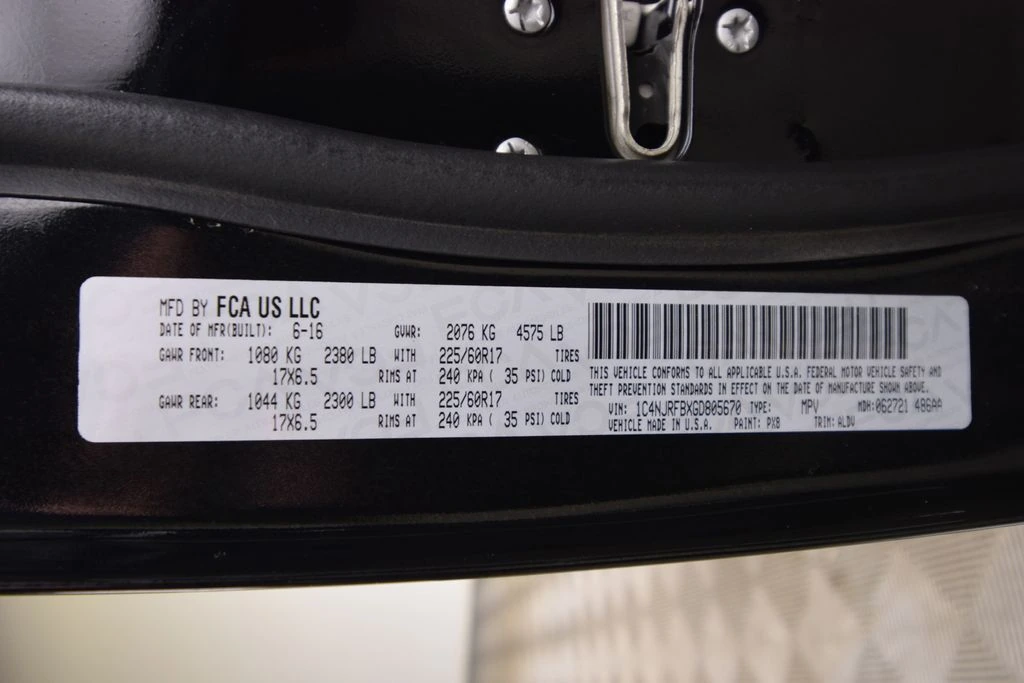 MFD BY FCA US LLC
DATE OF MFR(BUILT): 6-16 GVWR: 2076 KG 4575 LB
GAWR FRONT: 1080 KG 2380 LB WITH 225/60R17 TIRES
17X6.5 RIMS AT 240 KPA ( 35 PSI) COLD
GAWR REAR: 1044 KG 2300 LB WITH 225/60R17 TIRES
17X6.5 RIMS AT 240 KPA ( 35 PSI) COLD
THIS VEHICLE CONFORMS TO ALL APPLICABLE U.S.A. FEDERAL MOTOR VEHICLE SAFETY AND
THEFT PREVENTION STANDARDS IN EFFECT ON THE DATE OF MANUFACTURE SHOWN ABOVE.
VIN: 1C4NJRFBXGD805670 TYPE: MPV MDH:062721 486AA
VEHICLE MADE IN U.S.A. PAINT: PX8 TRIM: ALDV